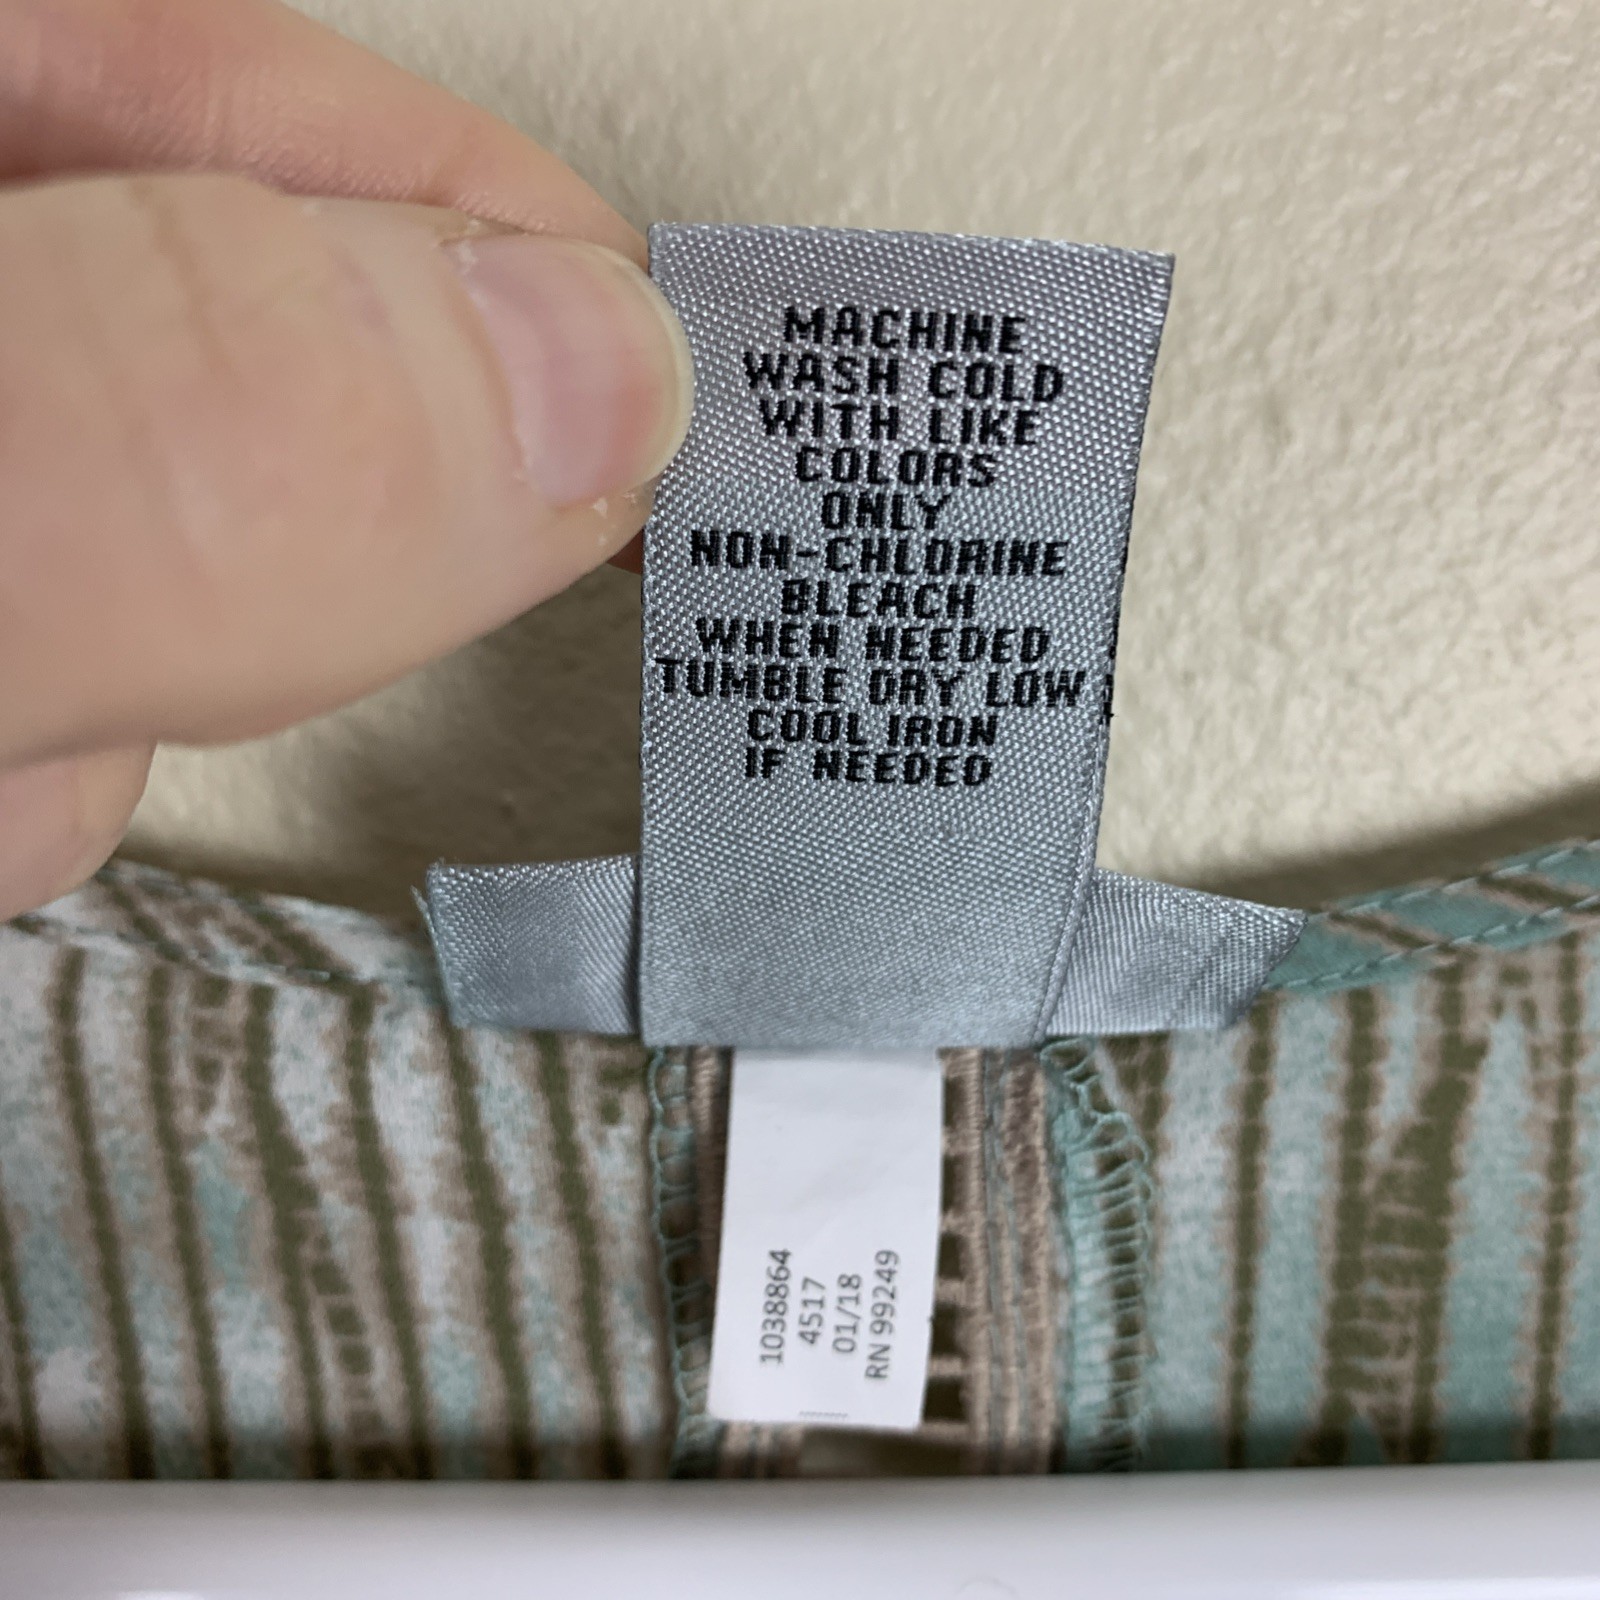 MACHINE
WASH COLD
WITH LIKE
COLORS
ONLY
NON-CHLORINE
BLEACH
WHEN NEEDED
TUMBLE DRY LOW
COOL IRON
IF NEEDED
1038864
4517
01/18
RN 99249